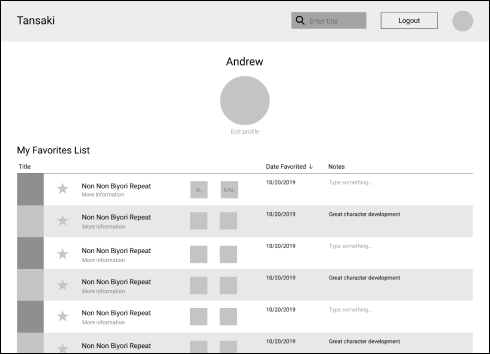 Tansaki
Enter title
Logout
Andrew
Edit profile
My Favorites List
Title Date Favorited ↓ Notes
Non Non Biyori Repeat AL MAL 10/20/2019 Type something...
More information
Non Non Biyori Repeat 10/20/2019 Great character development
More information
Non Non Biyori Repeat 10/20/2019 Type something...
More information
Non Non Biyori Repeat 10/20/2019 Great character development
More information
Non Non Biyori Repeat 10/20/2019 Type something...
More information
Non Non Biyori Repeat 10/20/2019 Great character development